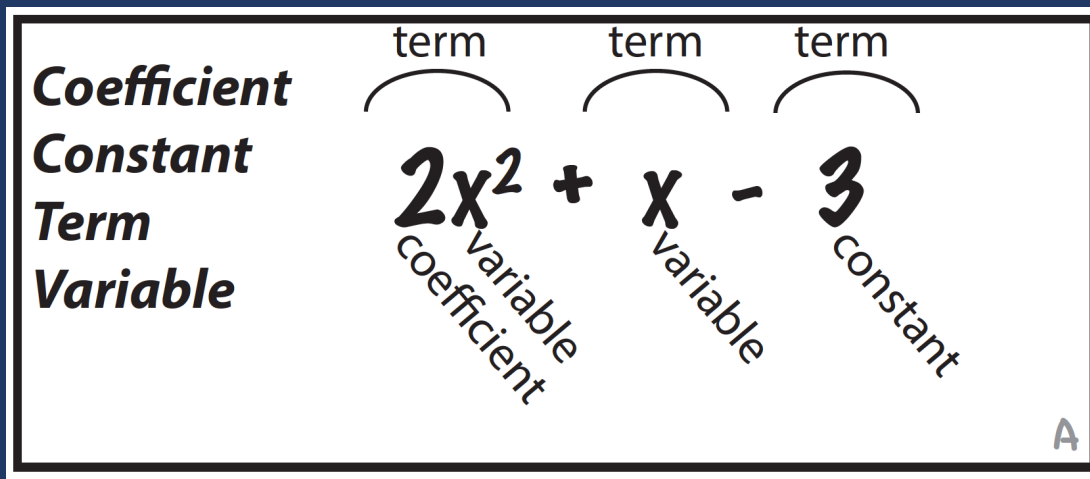 term term term
Coefficient
Constant
Term
Variable
2x² + x - 3
coefficient variable variable constant
A